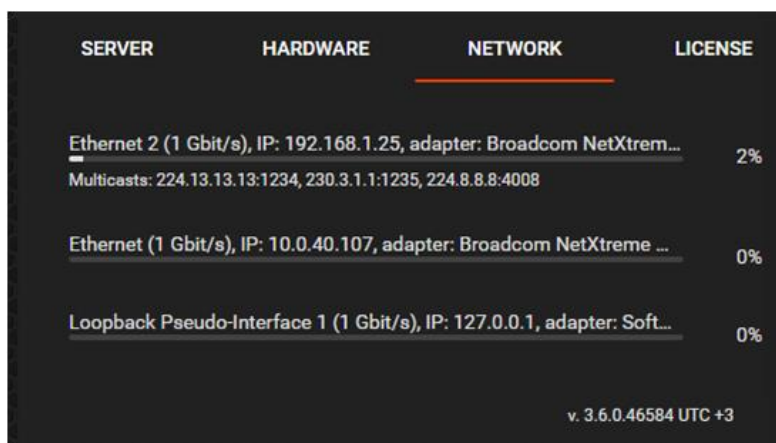 SERVER HARDWARE NETWORK LICENSE
Ethernet 2 (1 Gbit/s), IP: 192.168.1.25, adapter: Broadcom NetXtrem... 2%
Multicasts: 224.13.13.13:1234, 230.3.1.1:1235, 224.8.8.8:4008
Ethernet (1 Gbit/s), IP: 10.0.40.107, adapter: Broadcom NetXtreme ... 0%
Loopback Pseudo-Interface 1 (1 Gbit/s), IP: 127.0.0.1, adapter: Soft... 0%
v. 3.6.0.46584 UTC +3